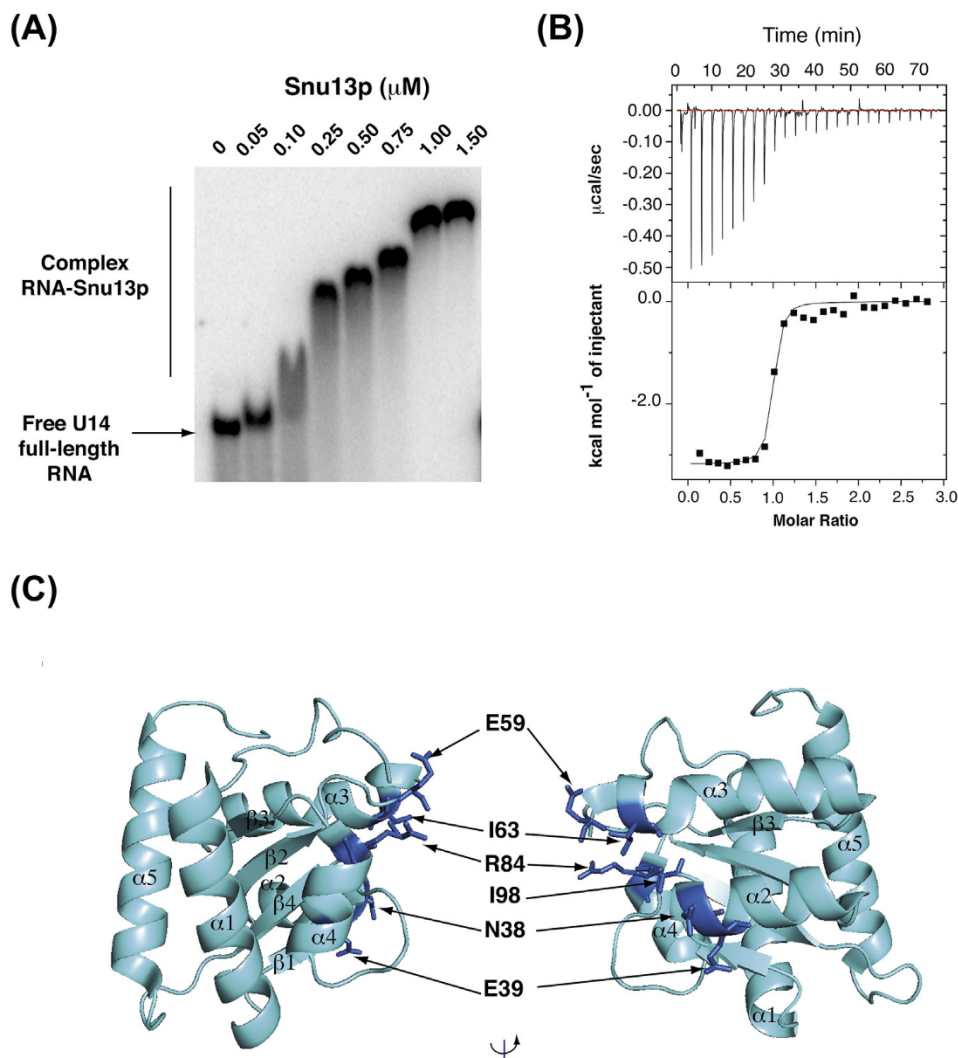 (A)
Snu13p (μM)
0 0.05 0.10 0.25 0.50 0.75 1.00 1.50
Complex
RNA-Snu13p
Free U14
full-length
RNA
(B)
Time (min)
0 10 20 30 40 50 60 70
0.00
-0.10
-0.20
-0.30
-0.40
-0.50
μcal/sec
0.0
-2.0
kcal mol⁻¹ of injectant
0.0 0.5 1.0 1.5 2.0 2.5 3.0
Molar Ratio
(C)
E59
I63
R84
I98
N38
E39
α3
β3
β2
α5
α2
β4
α1
α4
β1
α3
β3
α5
α2
α4
α1